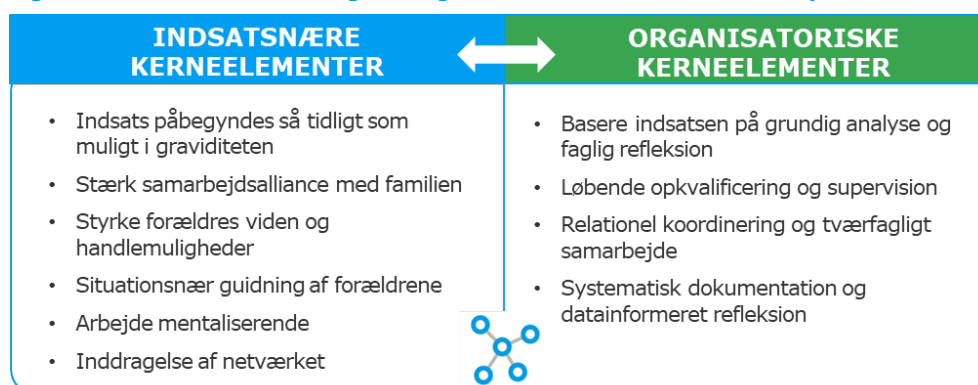 INDSATSNÆRE
KERNEELEMENTER
• Indsats påbegyndes så tidligt som
muligt i graviditeten
• Stærk samarbejdsalliance med familien
• Styrke forældres viden og
handlemuligheder
• Situationsnær guidning af forældrene
• Arbejde mentaliserende
• Inddragelse af netværket
ORGANISATORISKE
KERNEELEMENTER
• Basere indsatsen på grundig analyse og
faglig refleksion
• Løbende opkvalificering og supervision
• Relationel koordinering og tværfagligt
samarbejde
• Systematisk dokumentation og
datainformeret refleksion